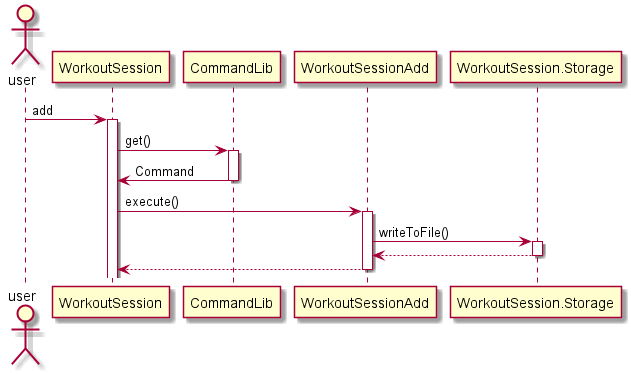 user
WorkoutSession
CommandLib
WorkoutSessionAdd
WorkoutSession.Storage
add
get()
Command
execute()
writeToFile()
user
WorkoutSession
CommandLib
WorkoutSessionAdd
WorkoutSession.Storage